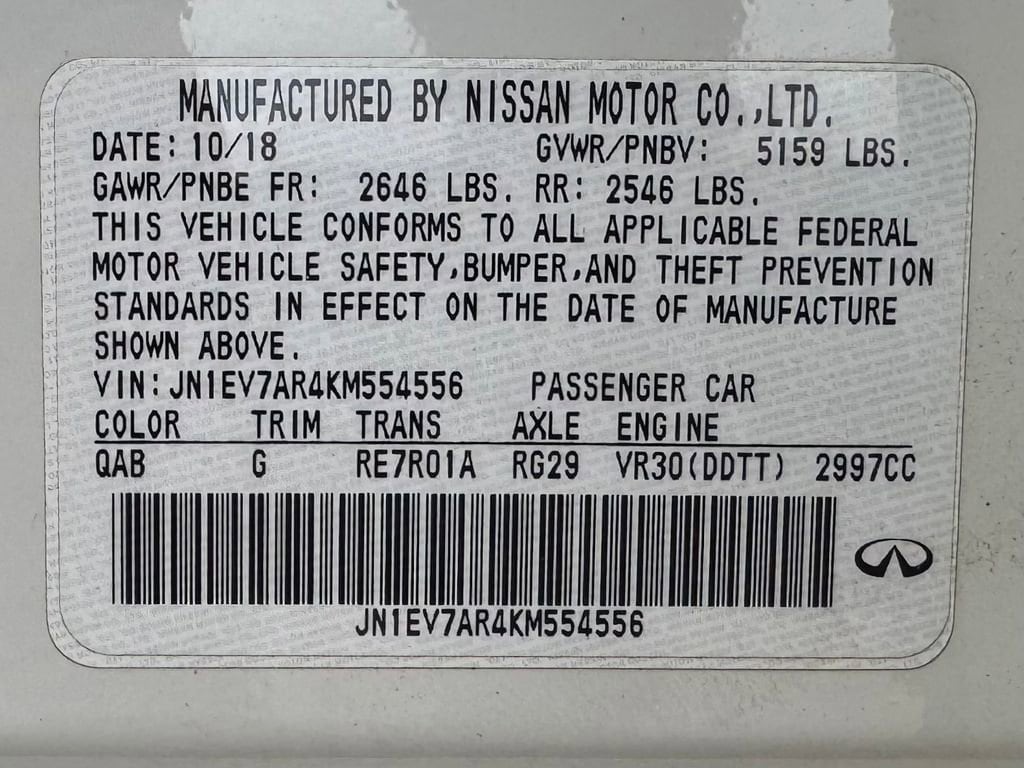 MANUFACTURED BY NISSAN MOTOR CO.,LTD.
DATE: 10/18 GVWR/PNBV: 5159 LBS.
GAWR/PNBE FR: 2646 LBS. RR: 2546 LBS.
THIS VEHICLE CONFORMS TO ALL APPLICABLE FEDERAL
MOTOR VEHICLE SAFETY,BUMPER,AND THEFT PREVENTION
STANDARDS IN EFFECT ON THE DATE OF MANUFACTURE
SHOWN ABOVE.
VIN: JN1EV7AR4KM554556 PASSENGER CAR
COLOR TRIM TRANS AXLE ENGINE
QAB G RE7R01A RG29 VR30(DDTT) 2997CC
JN1EV7AR4KM554556